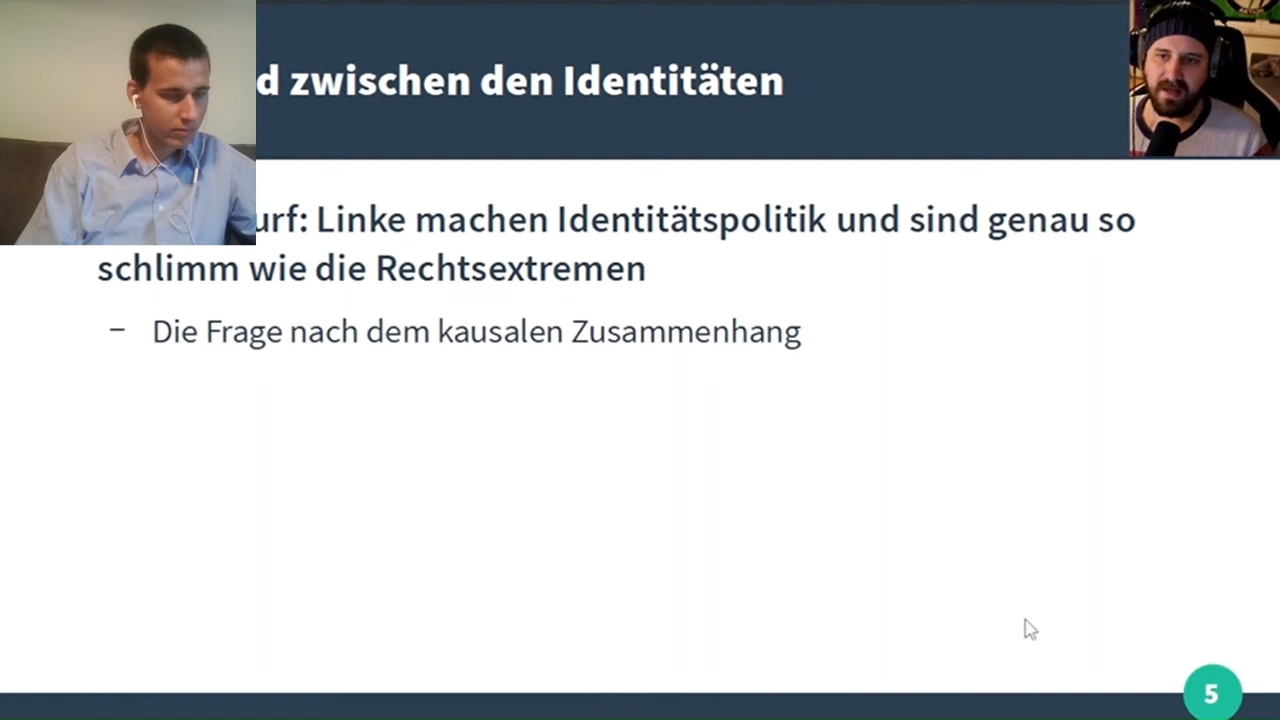 d zwischen den Identitäten
urf: Linke machen Identitätspolitik und sind genau so
schlimm wie die Rechtsextremen
– Die Frage nach dem kausalen Zusammenhang
5